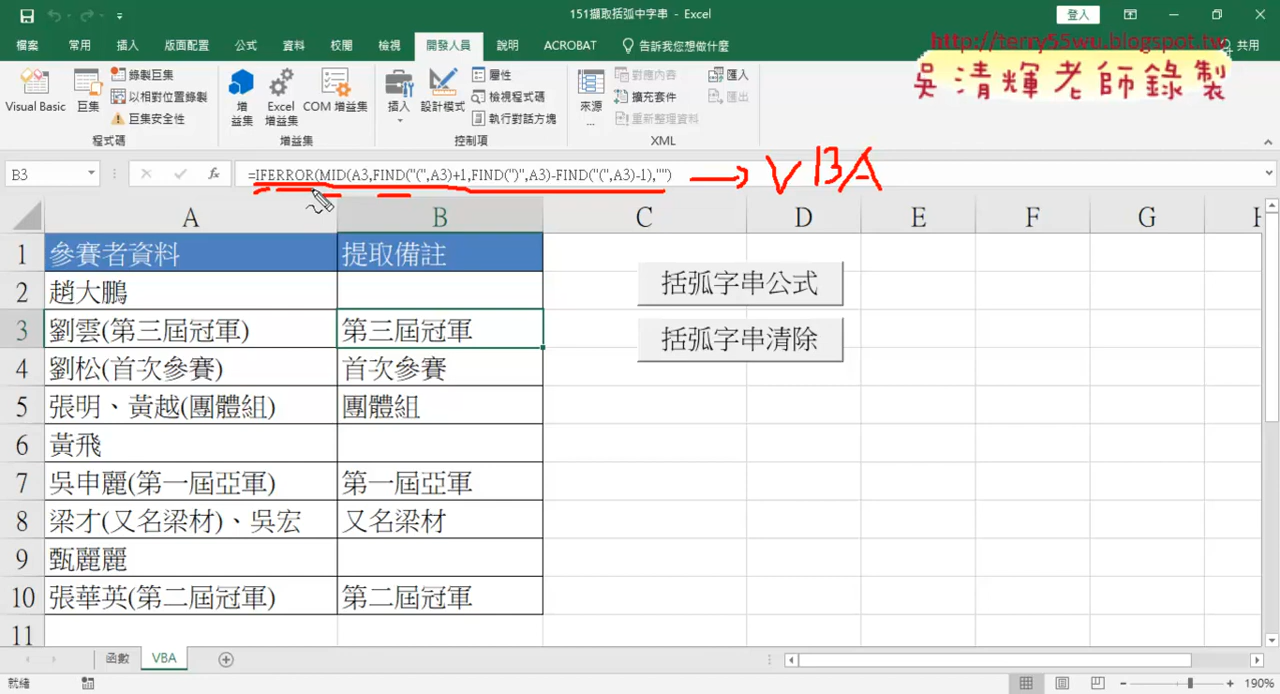 151擷取括弧中字串 - Excel
登入
http://terry55wu.blogspot.tw
檔案 常用 插入 版面配置 公式 資料 校閱 檢視 開發人員 說明 ACROBAT 告訴我您想做什麼 共用
吳清輝老師錄製
Visual Basic 巨集 錄製巨集 以相對位置錄製 巨集安全性
增益集 Excel 增益集 COM 增益集
插入 設計模式 屬性 檢視程式碼 執行對話方塊
來源... 對應內容 擴充套件 重新整理資料 匯入 匯出
程式碼 增益集 控制項 XML
B3 fx =IFERROR(MID(A3,FIND("(",A3)+1,FIND(")",A3)-FIND("(",A3)-1),"")
VBA
A B C D E F G H
1 參賽者資料 提取備註
2 趙大鵬
括弧字串公式
3 劉雲(第三屆冠軍) 第三屆冠軍
括弧字串清除
4 劉松(首次參賽) 首次參賽
5 張明、黃越(團體組) 團體組
6 黃飛
7 吳申麗(第一屆亞軍) 第一屆亞軍
8 梁才(又名梁材)、吳宏 又名梁材
9 甄麗麗
10 張華英(第二屆冠軍) 第二屆冠軍
11
函數 VBA
就緒 190%